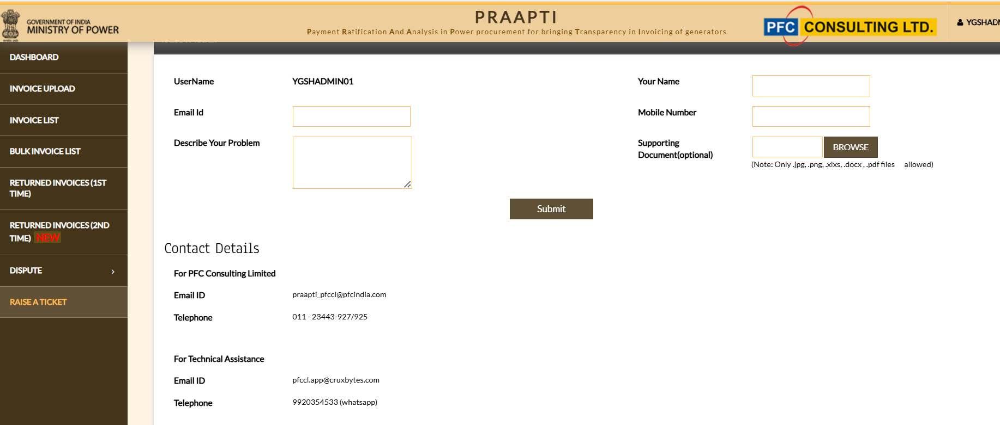 GOVERNMENT OF INDIA
MINISTRY OF POWER
PRAAPTI
Payment Ratification And Analysis in Power procurement for bringing Transparency in Invoicing of generators
PFC CONSULTING LTD.
YGSHADM
DASHBOARD
INVOICE UPLOAD
INVOICE LIST
BULK INVOICE LIST
RETURNED INVOICES (1ST
TIME)
RETURNED INVOICES (2ND
TIME) NEW
DISPUTE
RAISE A TICKET
UserName YGSHADMIN01 Your Name
Email Id Mobile Number
Describe Your Problem Supporting
Document(optional) BROWSE
(Note: Only .jpg, .png, .xlxs, .docx , .pdf files allowed)
Submit
Contact Details
For PFC Consulting Limited
Email ID praapti_pfccl@pfcindia.com
Telephone 011 - 23443-927/925
For Technical Assistance
Email ID pfccl.app@cruxbytes.com
Telephone 9920354533 (whatsapp)